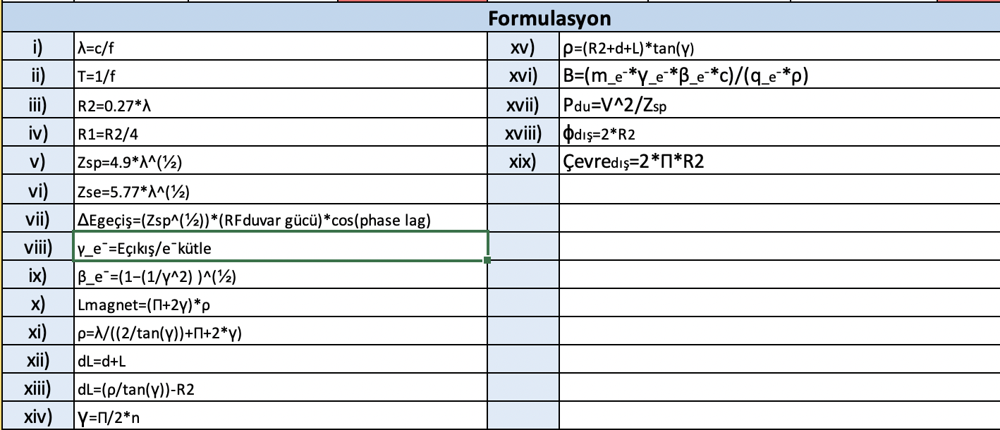 Formulasyon
i) λ=c/f
ii) T=1/f
iii) R2=0.27*λ
iv) R1=R2/4
v) Zsp=4.9*λ^(½)
vi) Zse=5.77*λ^(½)
vii) ΔEgeçiş=(Zsp^(½))*(RFduvar gücü)*cos(phase lag)
viii) γ_e⁻=Eçıkış/e⁻kütle
ix) β_e⁻=(1−(1/γ^2) )^(½)
x) Lmagnet=(Π+2γ)*ρ
xi) ρ=λ/((2/tan(γ))+Π+2*γ)
xii) dL=d+L
xiii) dL=(ρ/tan(γ))-R2
xiv) γ=Π/2*n
xv) ρ=(R2+d+L)*tan(γ)
xvi) B=(m_e⁻*γ_e⁻*β_e⁻*c)/(q_e⁻*ρ)
xvii) Pdu=V^2/Zsp
xviii) ϕdış=2*R2
xix) Çevredış=2*Π*R2